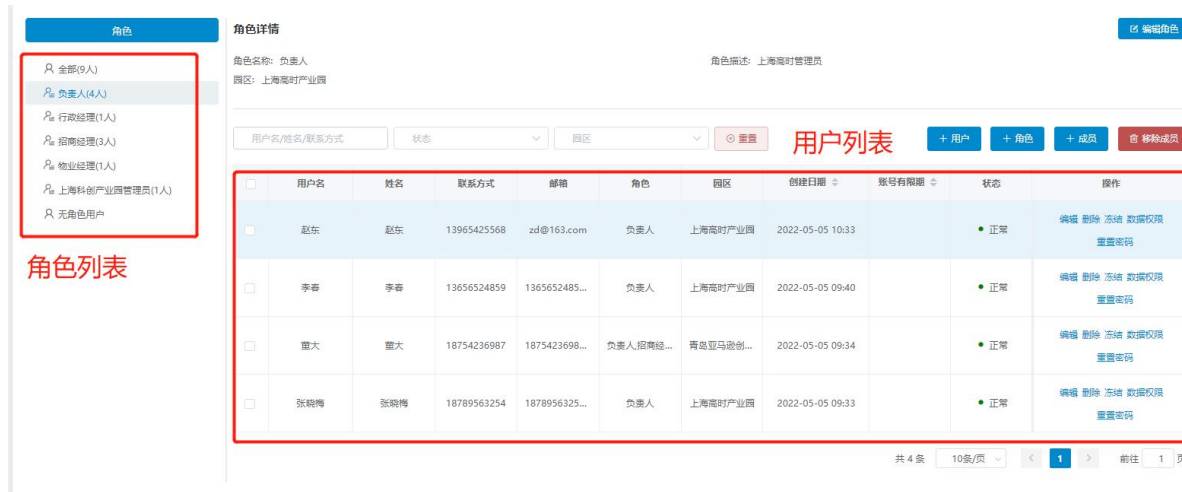 角色
全部(9人)
负责人(4人)
行政经理(1人)
招商经理(3人)
物业经理(1人)
上海科创产业园管理员(1人)
无角色用户
角色列表
角色详情
编辑角色
角色名称: 负责人 角色描述: 上海高时管理员
园区: 上海高时产业园
用户名/姓名/联系方式 状态 园区 重置 用户列表 + 用户 + 角色 + 成员 移除成员
用户名 姓名 联系方式 邮箱 角色 园区 创建日期 账号有限期 状态 操作
赵东 赵东 13965425568 zd@163.com 负责人 上海高时产业园 2022-05-05 10:33 正常 编辑 删除 冻结 数据权限
重置密码
李春 李春 13656524859 1365652485... 负责人 上海高时产业园 2022-05-05 09:40 正常 编辑 删除 冻结 数据权限
重置密码
董大 董大 18754236987 1875423698... 负责人,招商经... 青岛亚马逊创... 2022-05-05 09:34 正常 编辑 删除 冻结 数据权限
重置密码
张晓梅 张晓梅 18789563254 1878956325... 负责人 上海高时产业园 2022-05-05 09:33 正常 编辑 删除 冻结 数据权限
重置密码
共 4 条 10条/页 < 1 > 前往 1 页